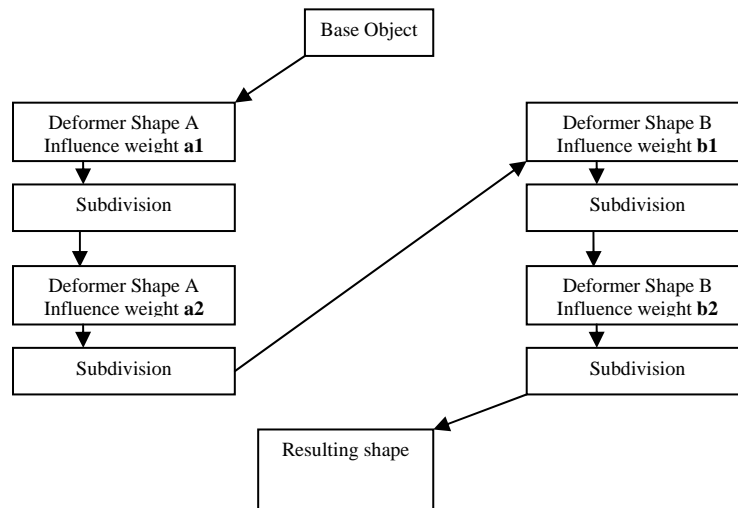 Base Object
Deformer Shape A
Influence weight a1
Subdivision
Deformer Shape A
Influence weight a2
Subdivision
Deformer Shape B
Influence weight b1
Subdivision
Deformer Shape B
Influence weight b2
Subdivision
Resulting shape